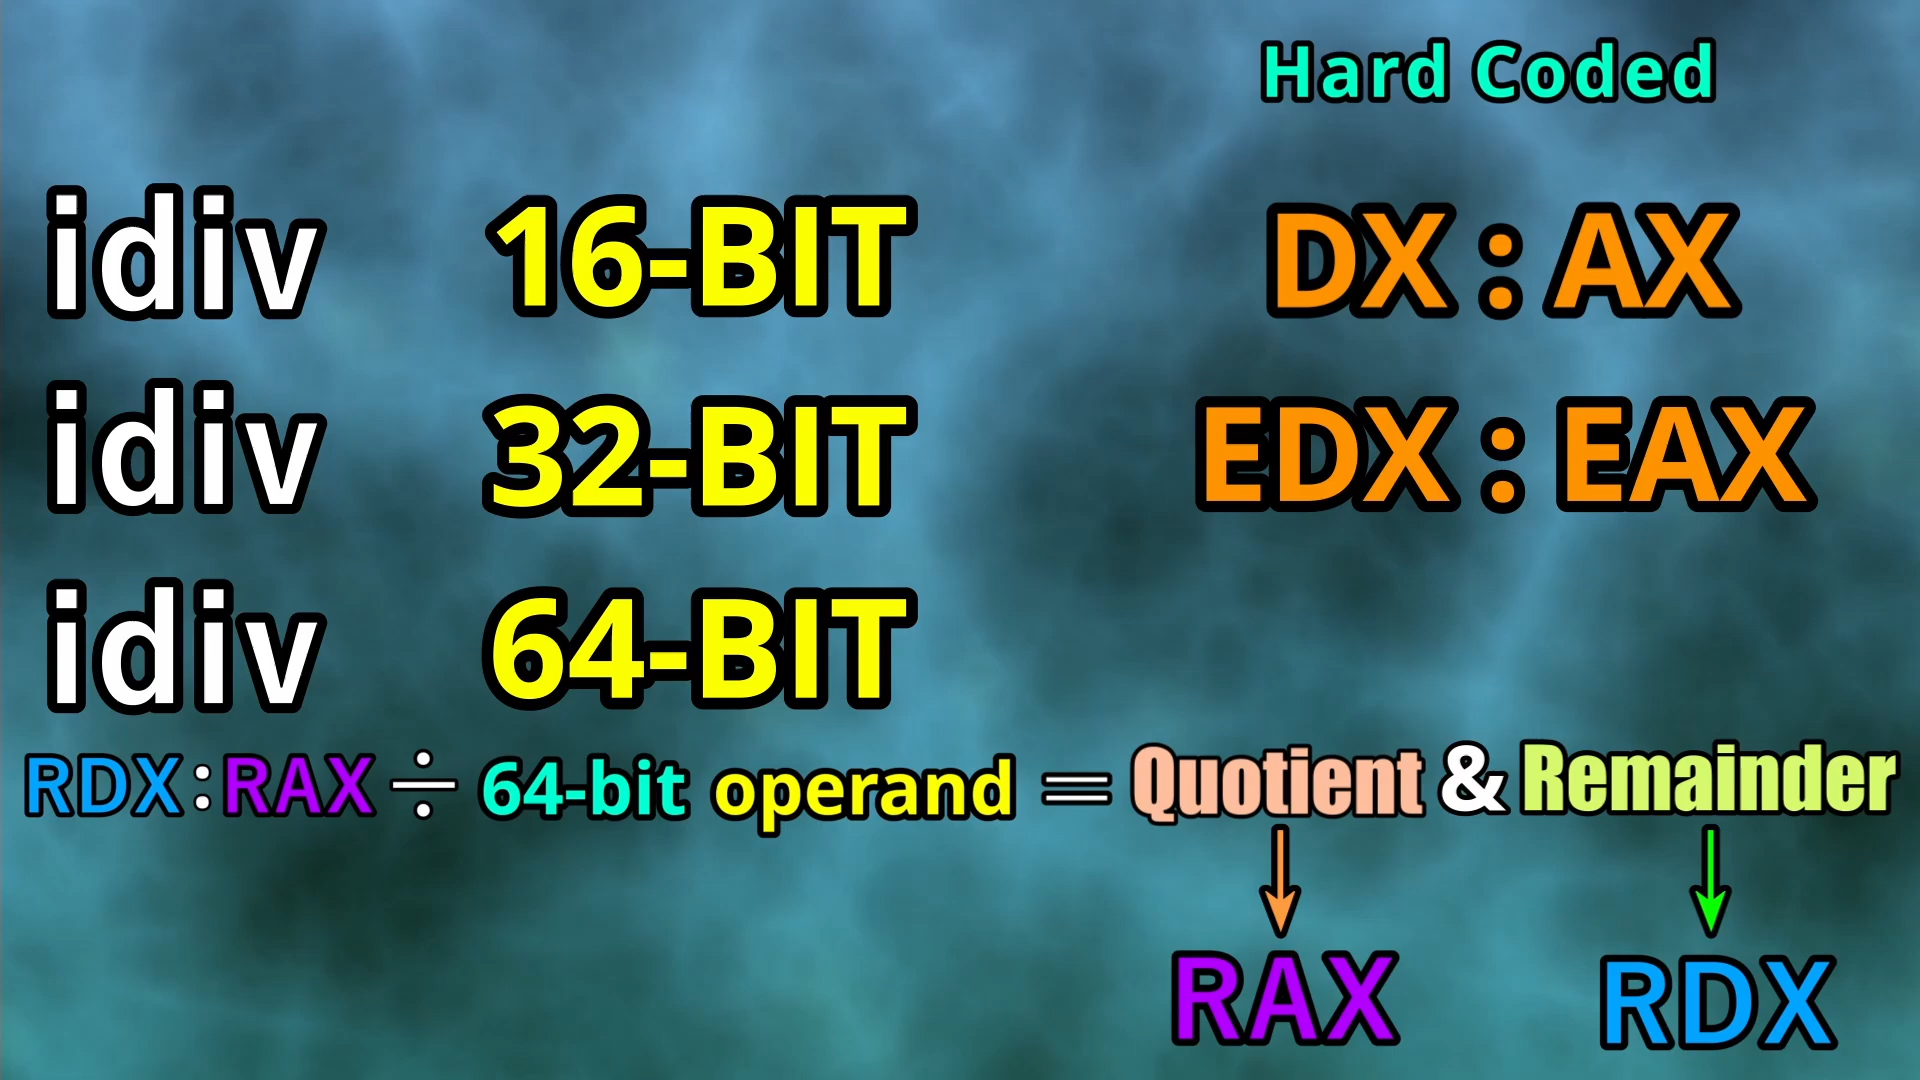 Hard Coded
idiv 16-BIT DX : AX
idiv 32-BIT EDX : EAX
idiv 64-BIT
RDX:RAX ÷ 64-bit operand = Quotient & Remainder
RAX RDX